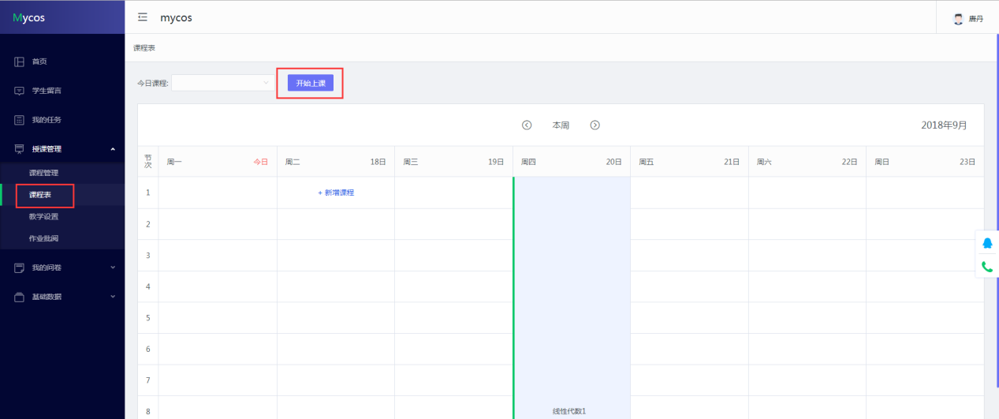 Mycos
mycos
唐丹
首页
学生留言
我的任务
授课管理
课程管理
课程表
教学设置
作业批阅
我的问卷
基础数据
课程表
今日课程:
开始上课
本周
2018年9月
节次
周一 今日
周二 18日
周三 19日
周四 20日
周五 21日
周六 22日
周日 23日
1
+ 新增课程
2
3
4
5
6
7
8
线性代数1